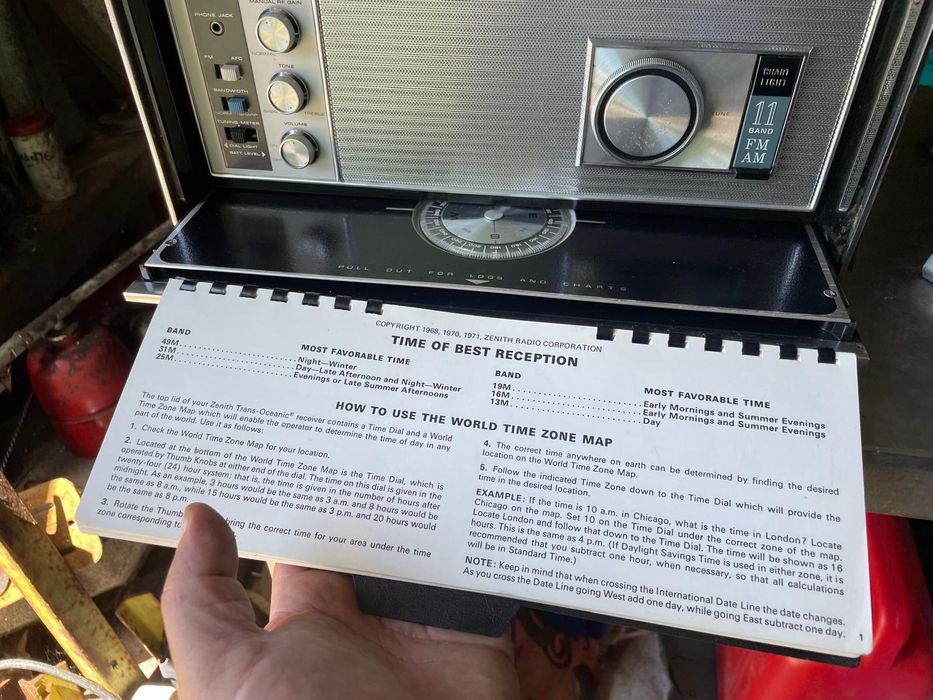 MANUAL RF GAIN
PHONE JACK
NORMAL
FM AFC
TONE
BANDWIDTH
BASS TREBLE
NORMAL SHARP
TUNING METER
VOLUME
DIAL LIGHT
BATT. LEVEL
CHART
LIGHT
TUNE
11
BAND
FM
AM
W E
S
PULL OUT FOR LOGS AND CHARTS
COPYRIGHT 1968, 1970, 1971, ZENITH RADIO CORPORATION
TIME OF BEST RECEPTION
BAND MOST FAVORABLE TIME
49M Night—Winter
31M Day—Late Afternoon and Night—Winter
25M Evenings or Late Summer Afternoons
BAND MOST FAVORABLE TIME
19M Early Mornings and Summer Evenings
16M Early Mornings and Summer Evenings
13M Day
HOW TO USE THE WORLD TIME ZONE MAP
The top lid of your Zenith Trans-Oceanic® receiver contains a Time Dial and a World
Time Zone Map which will enable the operator to determine the time of day in any
part of the world. Use it as follows:
1. Check the World Time Zone Map for your location.
2. Located at the bottom of the World Time Zone Map is the Time Dial, which is
operated by Thumb Knobs at either end of the dial. The time on this dial is given in the
twenty-four (24) hour system; that is, the time is given in the number of hours after
midnight. As an example, 3 hours would be the same as 3 a.m. and 8 hours would be
the same as 8 a.m., while 15 hours would be the same as 3 p.m. and 20 hours would
be the same as 8 p.m.
3. Rotate the Thumb bring the correct time for your area under the time
zone corresponding to
4. The correct time anywhere on earth can be determined by finding the desired
location on the World Time Zone Map.
5. Follow the indicated Time Zone down to the Time Dial which will provide the
time in the desired location.
EXAMPLE: If the time is 10 a.m. in Chicago, what is the time in London? Locate
Chicago on the map. Set 10 on the Time Dial under the correct zone of the map.
Locate London and follow that down to the Time Dial. The time will be shown as 16
hours. This is the same as 4 p.m. (If Daylight Savings Time is used in either zone, it is
recommended that you subtract one hour, when necessary, so that all calculations
will be in Standard Time.)
NOTE: Keep in mind that when crossing the International Date Line the date changes.
As you cross the Date Line going West add one day, while going East subtract one day.
1